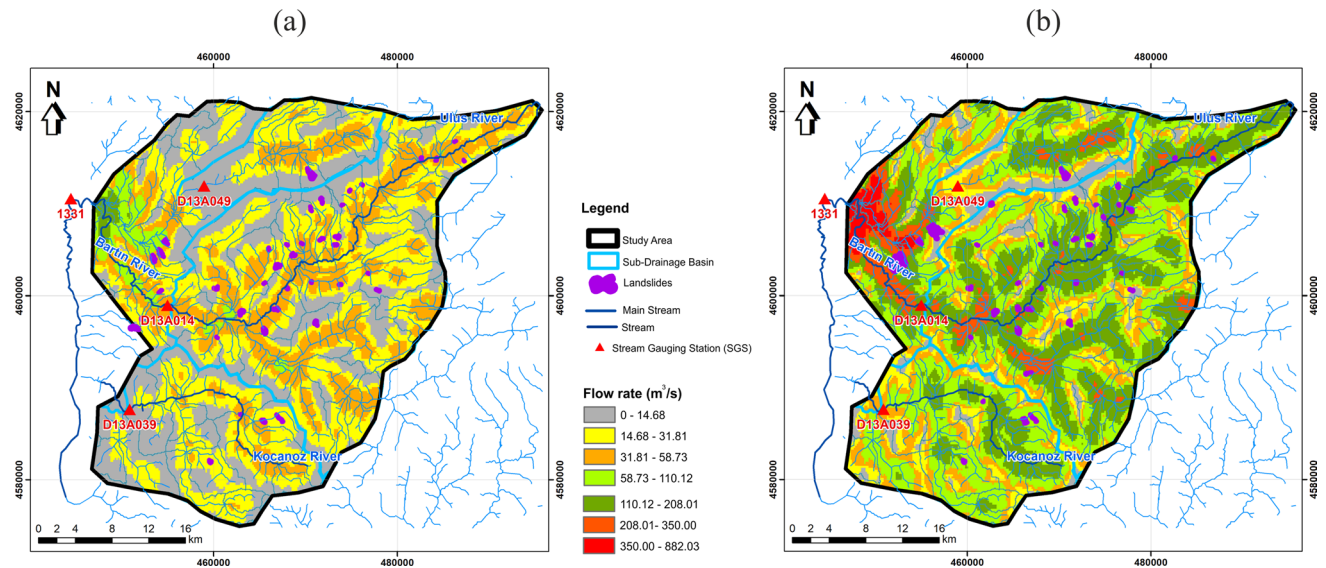 (a)
(b)
460000
480000
460000
480000
N
N
4620000
4600000
4580000
4620000
4600000
4580000
Ulus River
D13A049
1331
Bartın River
D13A014
D13A039
Kocanoz River
0 2 4 8 12 16
km
460000
480000
Legend
Study Area
Sub-Drainage Basin
Landslides
Main Stream
Stream
Stream Gauging Station (SGS)
Flow rate (m³/s)
0 - 14.68
14.68 - 31.81
31.81 - 58.73
58.73 - 110.12
110.12 - 208.01
208.01- 350.00
350.00 - 882.03
Ulus River
D13A049
1331
Bartın River
D13A014
D13A039
Kocanoz River
0 2 4 8 12 16
km
460000
480000